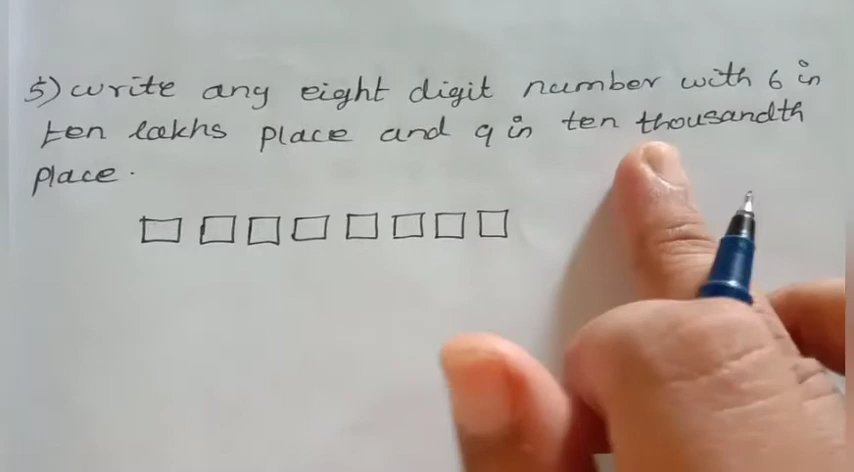 5) write any eight digit number with 6 in
ten lakhs place and 9 in ten thousandth
place.